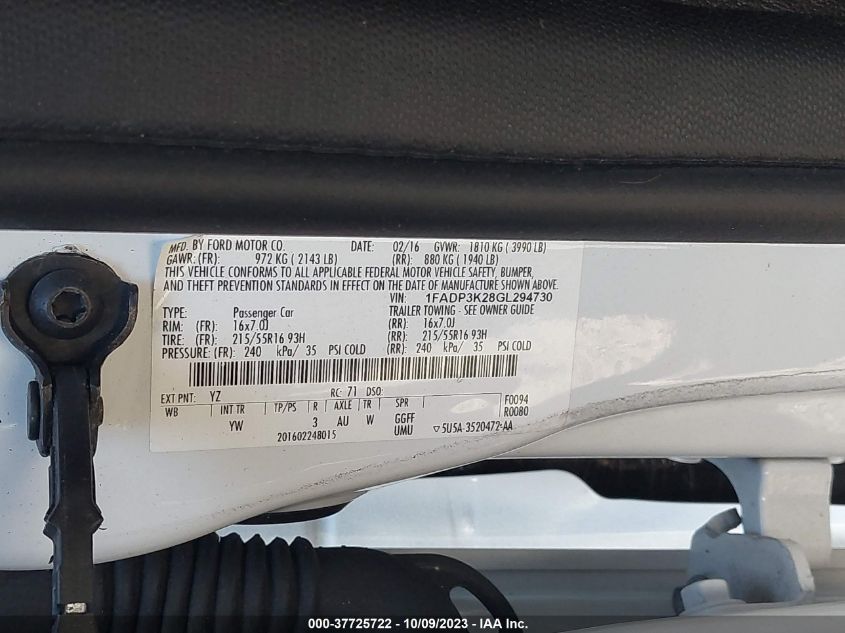 MFD. BY FORD MOTOR CO. DATE: 02/16 GVWR: 1810 KG ( 3990 LB)
GAWR: (FR): 972 KG ( 2143 LB) (RR): 880 KG ( 1940 LB)
THIS VEHICLE CONFORMS TO ALL APPLICABLE FEDERAL MOTOR VEHICLE SAFETY, BUMPER,
AND THEFT PREVENTION STANDARDS IN EFFECT ON THE DATE OF MANUFACTURE SHOWN ABOVE.
VIN: 1FADP3K28GL294730
TYPE: Passenger Car TRAILER TOWING - SEE OWNER GUIDE
RIM: (FR): 16x7.0J (RR): 16x7.0J
TIRE: (FR): 215/55R16 93H (RR): 215/55R16 93H
PRESSURE: (FR): 240 kPa/ 35 PSI COLD (RR): 240 kPa/ 35 PSI COLD
EXT PNT: YZ RC: 71 DSO: F0094
WB INT TR TP/PS R AXLE TR SPR R0080
YW 3 AU W GGFF
UMU ▽5U5A-3520472-AA
201602248015
000-37725722 - 10/09/2023 - IAA Inc.